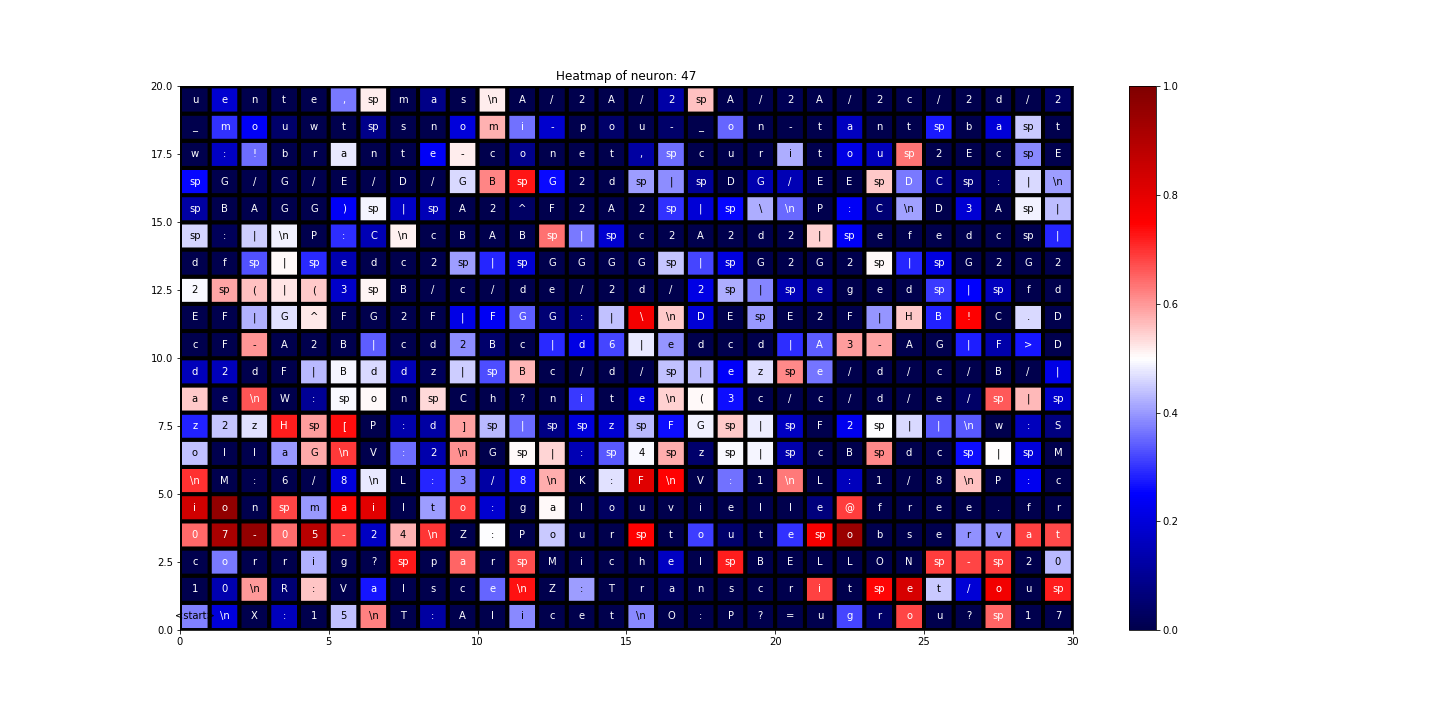 Heatmap of neuron: 47
u e n t e , sp m a s \n A / 2 A / 2 sp A / 2 A / 2 c / 2 d / 2
_ m o u w t sp s n o m i - p o u - _ o n - t a n t sp b a sp t
w : ! b r a n t e - c o n e t , sp c u r i t o u sp 2 E c sp E
sp G / G / E / D / G B sp G 2 d sp | sp D G / E E sp D C sp : | \n
sp B A G G ) sp | sp A 2 ^ F 2 A 2 sp | sp \ \n P : C \n D 3 A sp |
sp : | \n P : C \n c B A B sp | sp c 2 A 2 d 2 | sp e f e d c sp |
d f sp | sp e d c 2 sp | sp G G G G sp | sp G 2 G 2 sp | sp G 2 G 2
2 sp ( | ( 3 sp B / c / d e / 2 d / 2 sp | sp e g e d sp | sp f d
E F | G ^ F G 2 F | F G G : | \ \n D E sp E 2 F | H B ! C . D
c F - A 2 B | c d 2 B c | d 6 | e d c d | A 3 - A G | F > D
d 2 d F | B d d z | sp B c / d / sp | e z sp e / d / c / B / |
a e \n W : sp o n sp C h ? n i t e \n ( 3 c / c / d / e / sp | sp
z 2 z H sp [ P : d ] sp | sp sp z sp F G sp | sp F 2 sp | | \n w : S
o l l a G \n V : 2 \n G sp | : sp 4 sp z sp | sp c B sp d c sp | sp M
\n M : 6 / 8 \n L : 3 / 8 \n K : F \n V : 1 \n L : 1 / 8 \n P : c
i o n sp m a i l t o : g a l o u v i e l l e @ f r e e . f r
0 7 - 0 5 - 2 4 \n Z : P o u r sp t o u t e sp o b s e r v a t
c o r r i g ? sp p a r sp M i c h e l sp B E L L O N sp - sp 2 0
1 0 \n R : V a l s c e \n Z : T r a n s c r i t sp e t / o u sp
<start \n X : 1 5 \n T : A l i c e t \n O : P ? = u g r o u ? sp 1 7
20.0
17.5
15.0
12.5
10.0
7.5
5.0
2.5
0.0
0 5 10 15 20 25 30
1.0
0.8
0.6
0.4
0.2
0.0